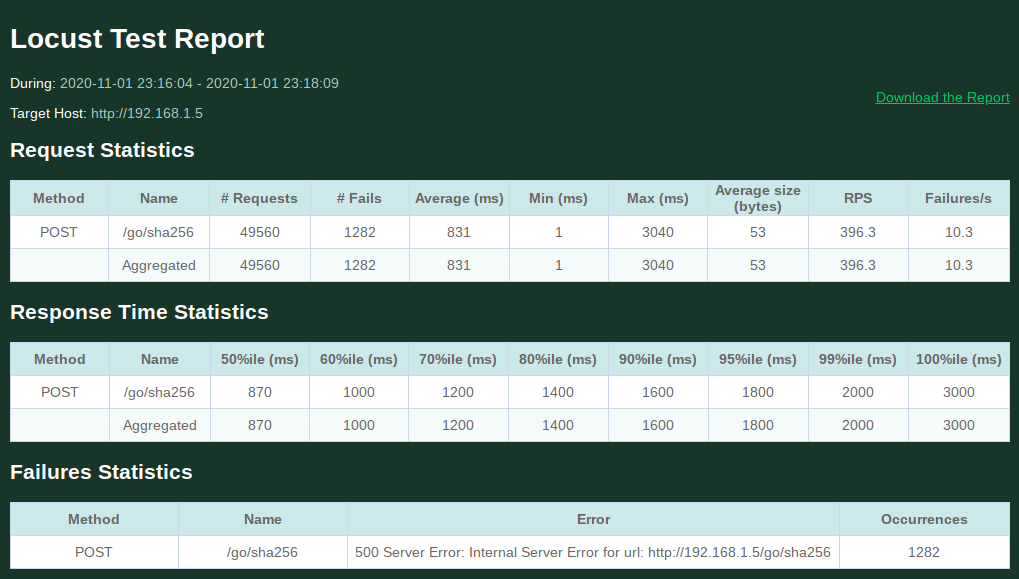 Locust Test Report
During: 2020-11-01 23:16:04 - 2020-11-01 23:18:09
Download the Report
Target Host: http://192.168.1.5
Request Statistics
Method Name # Requests # Fails Average (ms) Min (ms) Max (ms) Average size (bytes) RPS Failures/s
POST /go/sha256 49560 1282 831 1 3040 53 396.3 10.3
Aggregated 49560 1282 831 1 3040 53 396.3 10.3
Response Time Statistics
Method Name 50%ile (ms) 60%ile (ms) 70%ile (ms) 80%ile (ms) 90%ile (ms) 95%ile (ms) 99%ile (ms) 100%ile (ms)
POST /go/sha256 870 1000 1200 1400 1600 1800 2000 3000
Aggregated 870 1000 1200 1400 1600 1800 2000 3000
Failures Statistics
Method Name Error Occurrences
POST /go/sha256 500 Server Error: Internal Server Error for url: http://192.168.1.5/go/sha256 1282